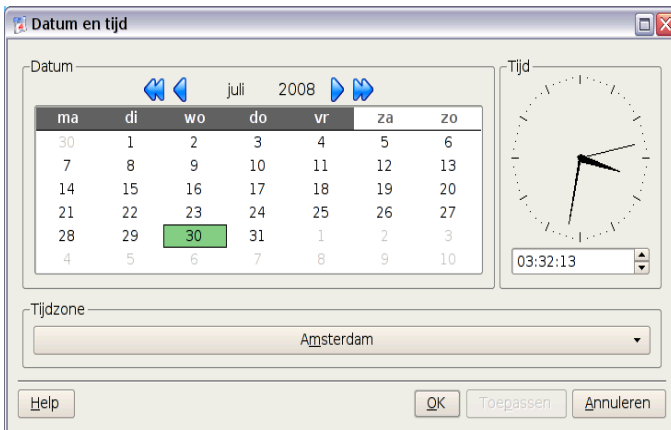 Datum en tijd
Datum
juli 2008
ma di wo do vr za zo
30 1 2 3 4 5 6
7 8 9 10 11 12 13
14 15 16 17 18 19 20
21 22 23 24 25 26 27
28 29 30 31 1 2 3
4 5 6 7 8 9 10
Tijd
03:32:13
Tijdzone
Amsterdam
Help
OK
Toepassen
Annuleren